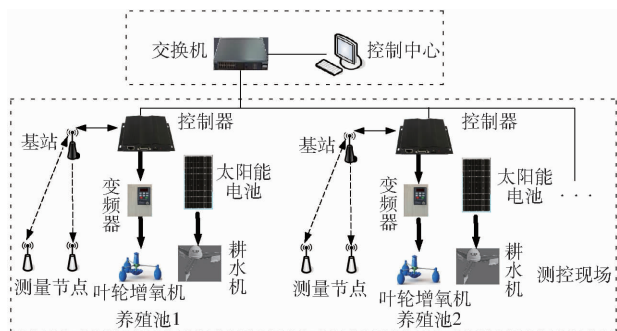 交换机
控制中心
控制器
基站
太阳能
电池
变频器
测量节点
叶轮增氧机
耕水机
养殖池1
控制器
基站
太阳能
电池
变频器
测量节点
叶轮增氧机
耕水机
养殖池2
...
测控现场